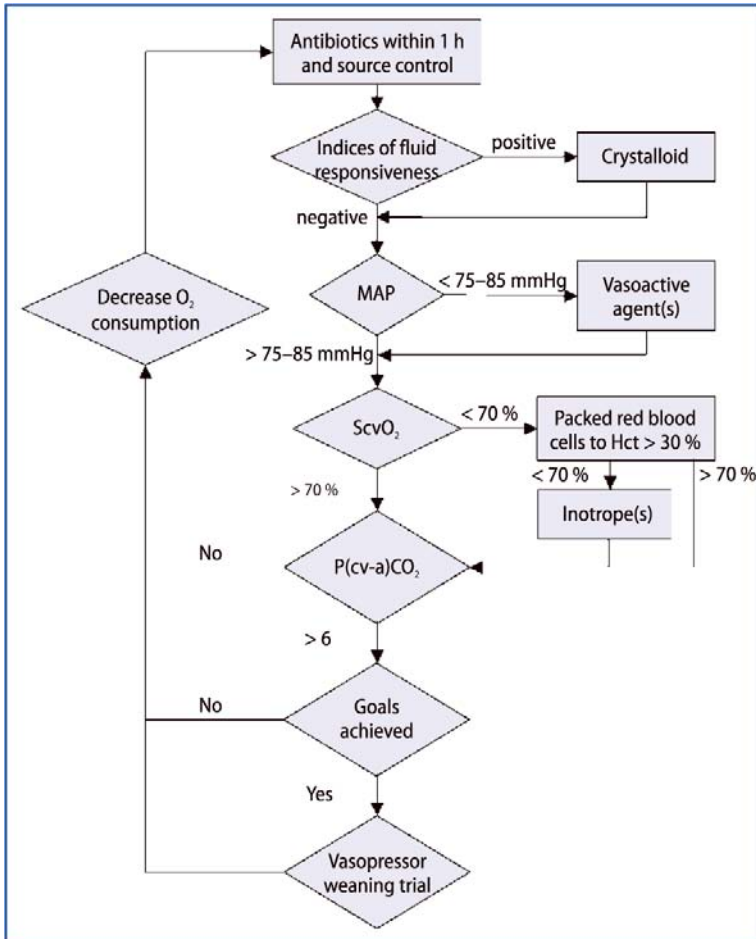 Antibiotics within 1 h
and source control
Indices of fluid
responsiveness
positive
Crystalloid
negative
MAP
< 75–85 mmHg
Vasoactive
agent(s)
Decrease O₂
consumption
> 75–85 mmHg
ScvO₂
< 70 %
Packed red blood
cells to Hct > 30 %
< 70 %
> 70 %
> 70 %
Inotrope(s)
No
P(cv-a)CO₂
> 6
No
Goals
achieved
Yes
Vasopressor
weaning trial